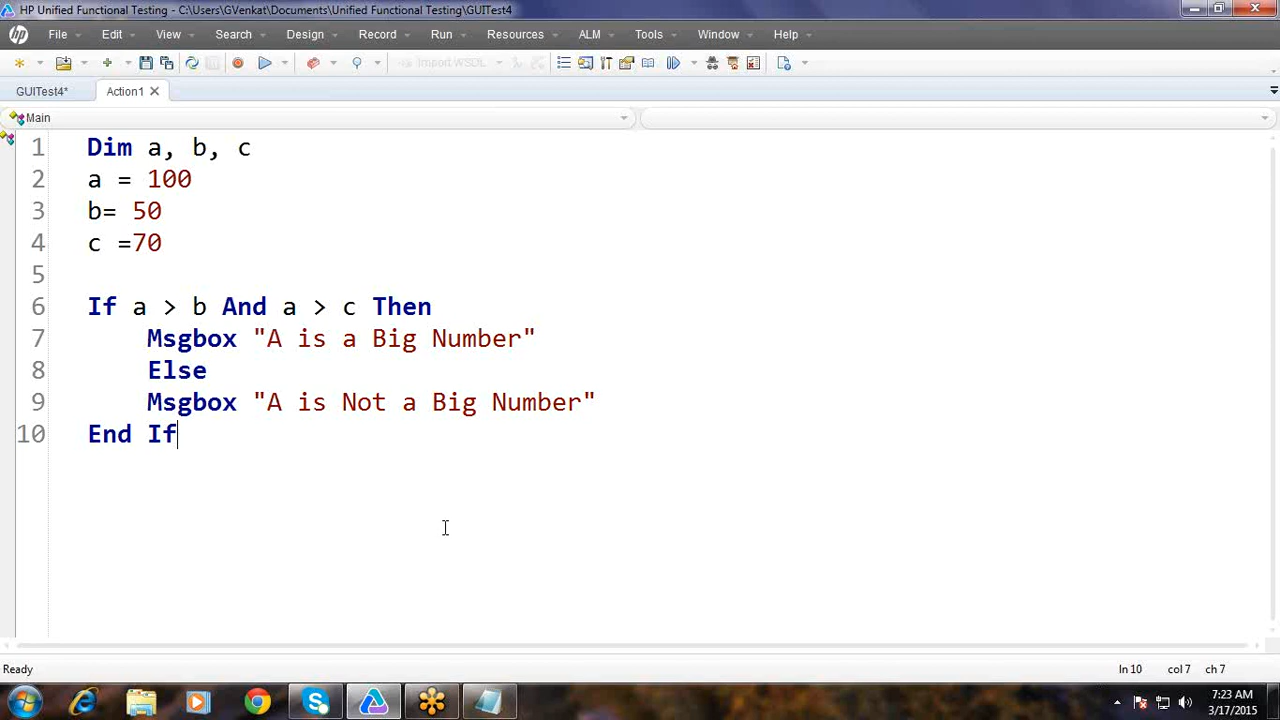 HP Unified Functional Testing - C:\Users\GVenkat\Documents\Unified Functional Testing\GUITest4
hp File Edit View Search Design Record Run Resources ALM Tools Window Help
Import WSDL
GUITest4* Action1
Main
1 Dim a, b, c
2 a = 100
3 b= 50
4 c =70
5
6 If a > b And a > c Then
7 Msgbox "A is a Big Number"
8 Else
9 Msgbox "A is Not a Big Number"
10 End If
Ready ln 10 col 7 ch 7
7:23 AM
3/17/2015